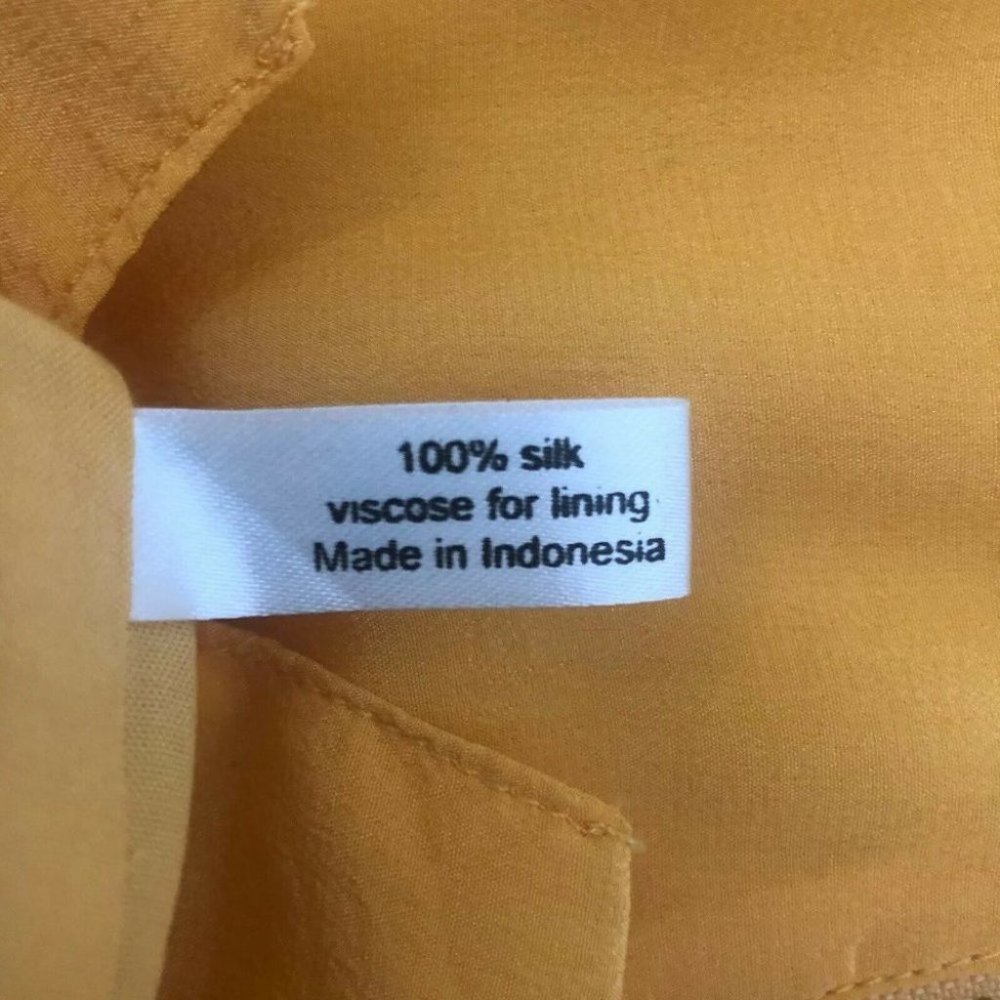 100% silk
viscose for lining
Made in Indonesia